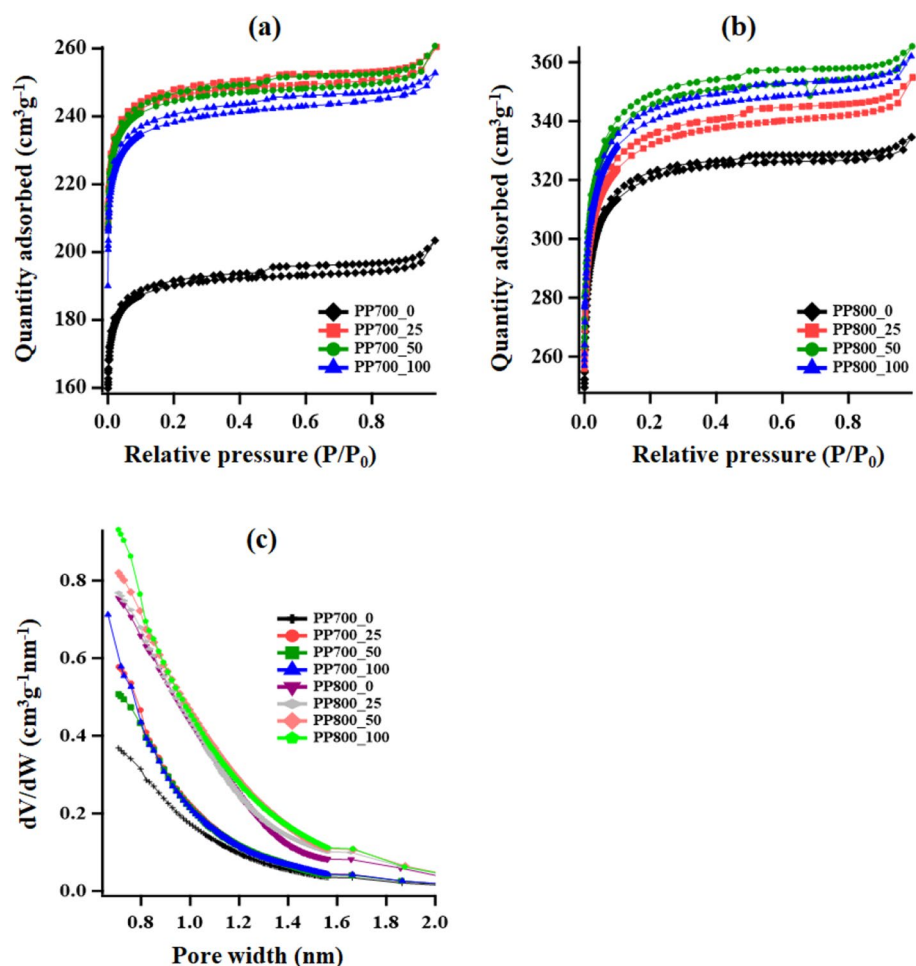 (a)
Quantity adsorbed (cm³g⁻¹)
260
240
220
200
180
160
PP700_0
PP700_25
PP700_50
PP700_100
0.0 0.2 0.4 0.6 0.8
Relative pressure (P/P₀)
(b)
Quantity adsorbed (cm³g⁻¹)
360
340
320
300
280
260
PP800_0
PP800_25
PP800_50
PP800_100
0.0 0.2 0.4 0.6 0.8
Relative pressure (P/P₀)
(c)
dV/dW (cm³g¹nm⁻¹)
0.8
0.6
0.4
0.2
0.0
PP700_0
PP700_25
PP700_50
PP700_100
PP800_0
PP800_25
PP800_50
PP800_100
0.8 1.0 1.2 1.4 1.6 1.8 2.0
Pore width (nm)